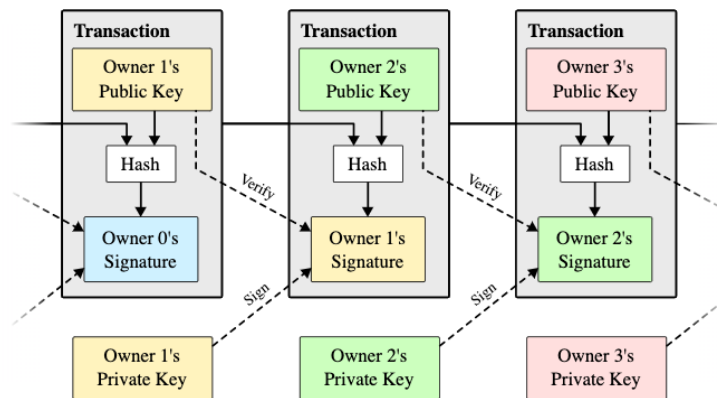 Transaction
Transaction
Transaction
Owner 1's
Public Key
Owner 2's
Public Key
Owner 3's
Public Key
Hash
Hash
Hash
Verify
Verify
Owner 0's
Signature
Owner 1's
Signature
Owner 2's
Signature
Sign
Sign
Owner 1's
Private Key
Owner 2's
Private Key
Owner 3's
Private Key